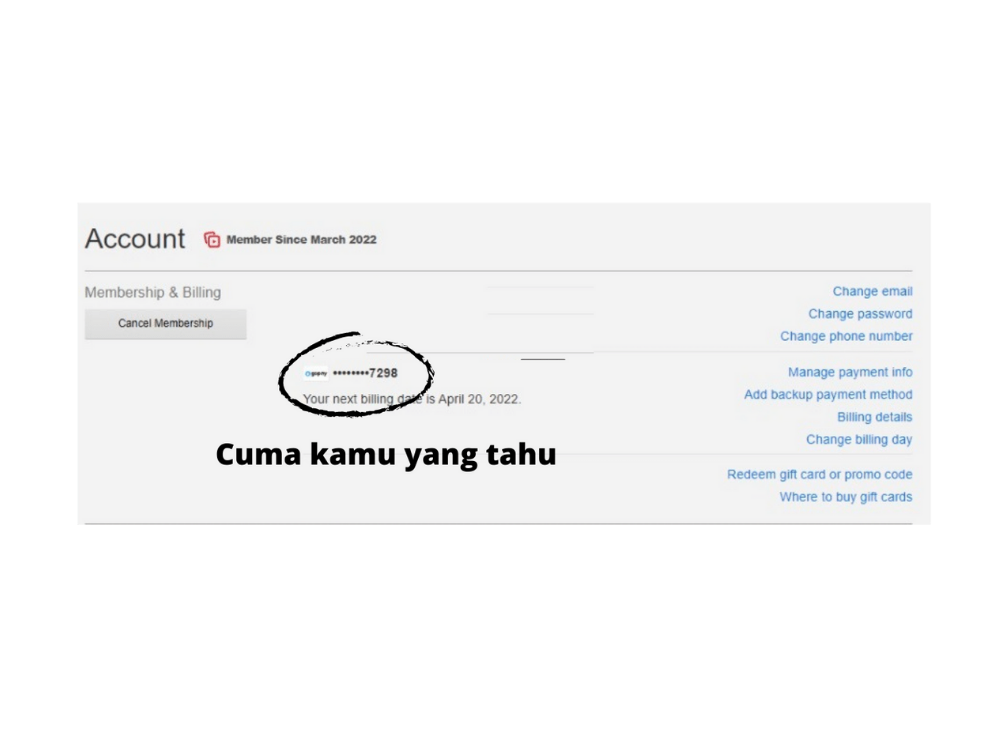 Account Member Since March 2022
Membership & Billing
Cancel Membership
Change email
Change password
Change phone number
gopay ••••••••7298
Your next billing date is April 20, 2022.
Manage payment info
Add backup payment method
Billing details
Change billing day
Cuma kamu yang tahu
Redeem gift card or promo code
Where to buy gift cards